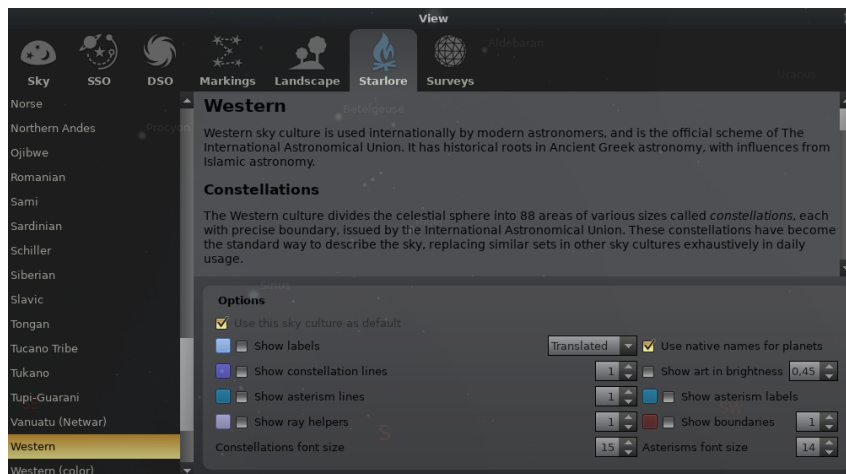 View
Sky
SSO
DSO
Markings
Landscape
Starlore
Surveys
Aldebaran
Uranus
Betelgeuse
Procyon
Sirius
S
SW
Norse
Northern Andes
Ojibwe
Romanian
Sami
Sardinian
Schiller
Siberian
Slavic
Tongan
Tucano Tribe
Tukano
Tupi-Guarani
Vanuatu (Netwar)
Western
Western (color)
Western
Western sky culture is used internationally by modern astronomers, and is the official scheme of The
International Astronomical Union. It has historical roots in Ancient Greek astronomy, with influences from
Islamic astronomy.
Constellations
The Western culture divides the celestial sphere into 88 areas of various sizes called constellations, each
with precise boundary, issued by the International Astronomical Union. These constellations have become
the standard way to describe the sky, replacing similar sets in other sky cultures exhaustively in daily
usage.
Options
Use this sky culture as default
Show labels Translated Use native names for planets
Show constellation lines 1 Show art in brightness 0,45
Show asterism lines 1 Show asterism labels
Show ray helpers 1 Show boundaries 1
Constellations font size 15 Asterisms font size 14